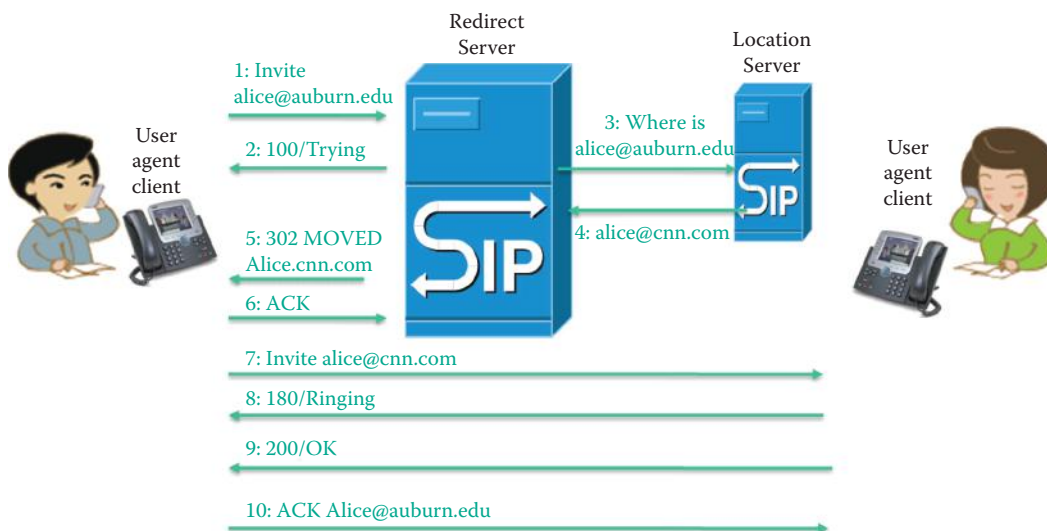 Redirect
Server
Location
Server
1: Invite
alice@auburn.edu
User
agent
client
2: 100/Trying
3: Where is
alice@auburn.edu
User
agent
client
SIP
SIP
4: alice@cnn.com
5: 302 MOVED
Alice.cnn.com
6: ACK
7: Invite alice@cnn.com
8: 180/Ringing
9: 200/OK
10: ACK Alice@auburn.edu